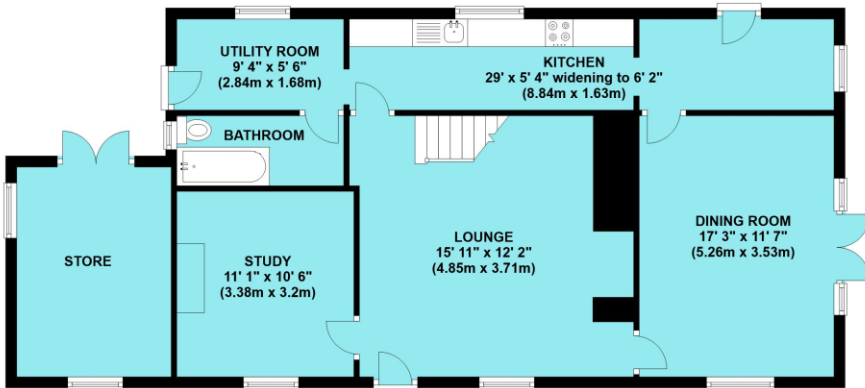 UTILITY ROOM
9' 4" x 5' 6"
(2.84m x 1.68m)
KITCHEN
29' x 5' 4" widening to 6' 2"
(8.84m x 1.63m)
BATHROOM
STORE
STUDY
11' 1" x 10' 6"
(3.38m x 3.2m)
LOUNGE
15' 11" x 12' 2"
(4.85m x 3.71m)
DINING ROOM
17' 3" x 11' 7"
(5.26m x 3.53m)